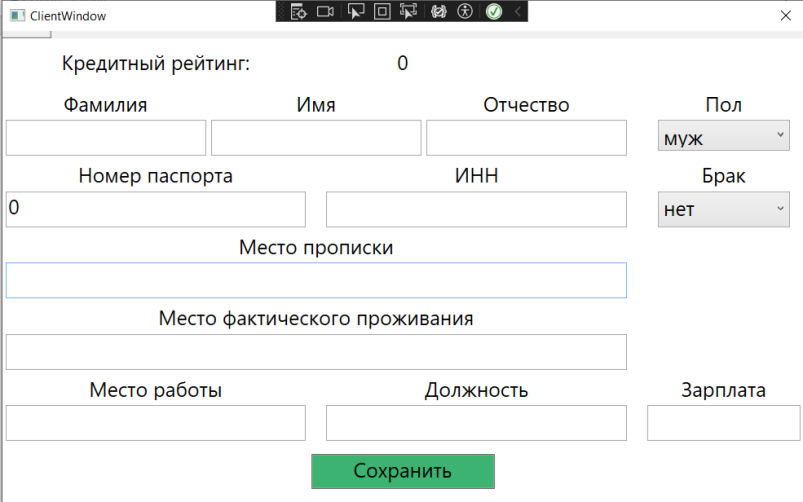 ClientWindow
Кредитный рейтинг: 0
Фамилия Имя Отчество Пол
муж
Номер паспорта ИНН Брак
0 нет
Место прописки
Место фактического проживания
Место работы Должность Зарплата
Сохранить